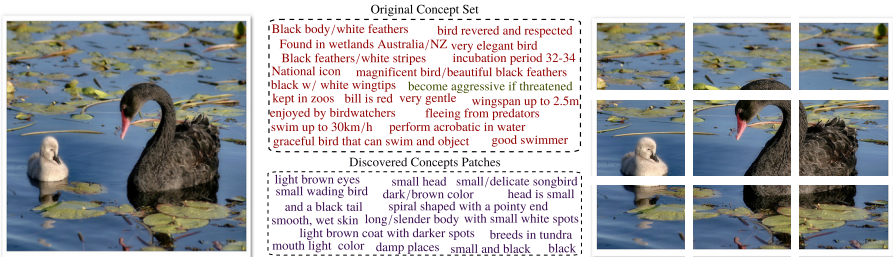 Original Concept Set
Black body/white feathers bird revered and respected
Found in wetlands Australia/NZ very elegant bird
Black feathers/white stripes incubation period 32-34
National icon magnificent bird/beautiful black feathers
black w/ white wingtips become aggressive if threatened
kept in zoos bill is red very gentle wingspan up to 2.5m
enjoyed by birdwatchers fleeing from predators
swim up to 30km/h perform acrobatic in water
graceful bird that can swim and object good swimmer
Discovered Concepts Patches
light brown eyes small head small/delicate songbird
small wading bird dark/brown color head is small
and a black tail spiral shaped with a pointy end
smooth, wet skin long/slender body with small white spots
light brown coat with darker spots breeds in tundra
mouth light color damp places small and black black